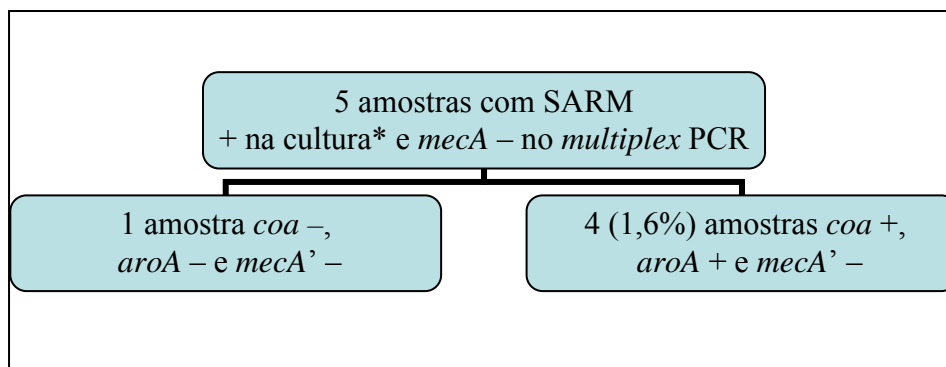 5 amostras com SARM
+ na cultura* e mecA – no multiplex PCR
1 amostra coa –,
aroA – e mecA’ –
4 (1,6%) amostras coa +,
aroA + e mecA’ –